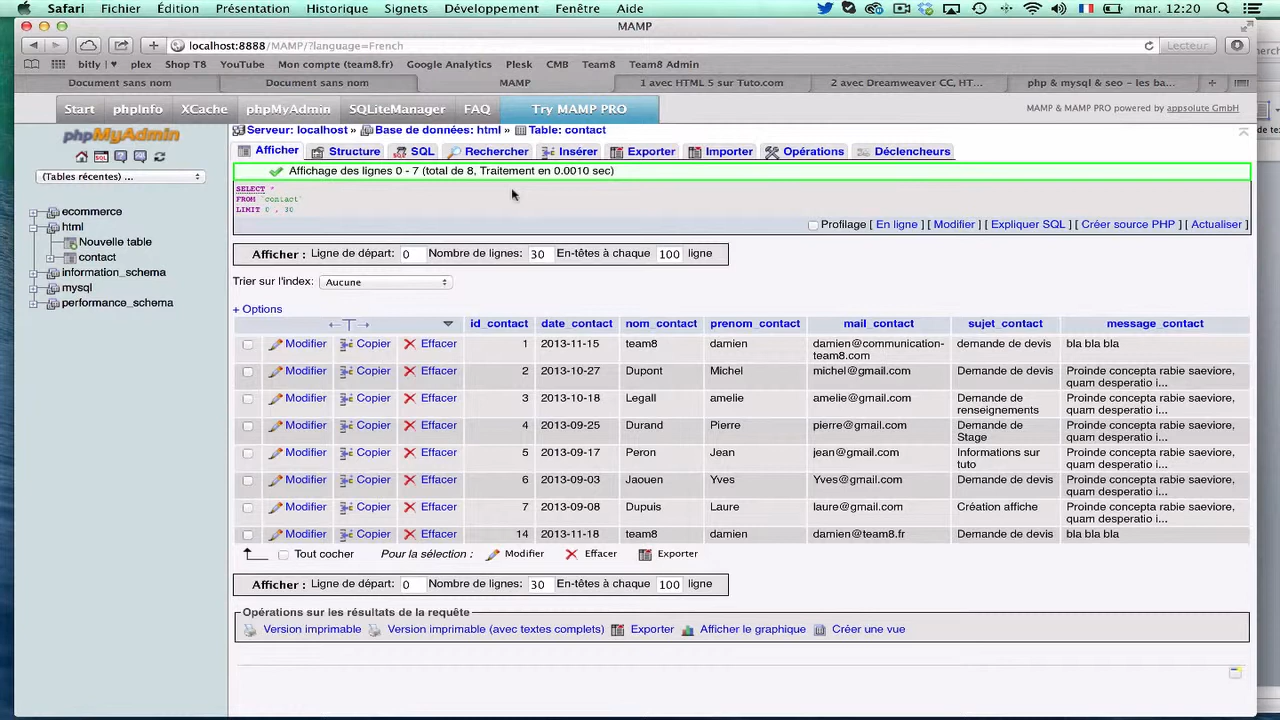 Safari Fichier Édition Présentation Historique Signets Développement Fenêtre Aide mar. 12:20
MAMP
localhost:8888/MAMP/?language=French Lecteur
bitly | ♥ plex Shop T8 YouTube Mon compte (team8.fr) Google Analytics Plesk CMB Team8 Team8 Admin
Document sans nom Document sans nom MAMP 1 avec HTML 5 sur Tuto.com 2 avec Dreamweaver CC, HT... php & mysql & seo - les ba...
Start phpInfo XCache phpMyAdmin SQLiteManager FAQ Try MAMP PRO MAMP & MAMP PRO powered by appsolute GmbH
phpMyAdmin
(Tables récentes) ...
ecommerce
html
Nouvelle table
contact
information_schema
mysql
performance_schema
Serveur: localhost » Base de données: html » Table: contact
Afficher Structure SQL Rechercher Insérer Exporter Importer Opérations Déclencheurs
Affichage des lignes 0 - 7 (total de 8, Traitement en 0.0010 sec)
SELECT *
FROM `contact`
LIMIT 0 , 30
Profilage [ En ligne ] [ Modifier ] [ Expliquer SQL ] [ Créer source PHP ] [ Actualiser ]
Afficher : Ligne de départ: 0 Nombre de lignes: 30 En-têtes à chaque 100 ligne
Trier sur l'index: Aucune
+ Options
←T→ id_contact date_contact nom_contact prenom_contact mail_contact sujet_contact message_contact
Modifier Copier Effacer 1 2013-11-15 team8 damien damien@communication-team8.com demande de devis bla bla bla
Modifier Copier Effacer 2 2013-10-27 Dupont Michel michel@gmail.com Demande de devis Proinde concepta rabie saeviore, quam desperatio i...
Modifier Copier Effacer 3 2013-10-18 Legall amelie amelie@gmail.com Demande de renseignements Proinde concepta rabie saeviore, quam desperatio i...
Modifier Copier Effacer 4 2013-09-25 Durand Pierre pierre@gmail.com Demande de Stage Proinde concepta rabie saeviore, quam desperatio i...
Modifier Copier Effacer 5 2013-09-17 Peron Jean jean@gmail.com Informations sur tuto Proinde concepta rabie saeviore, quam desperatio i...
Modifier Copier Effacer 6 2013-09-03 Jaouen Yves Yves@gmail.com Demande de devis Proinde concepta rabie saeviore, quam desperatio i...
Modifier Copier Effacer 7 2013-09-08 Dupuis Laure laure@gmail.com Création affiche Proinde concepta rabie saeviore, quam desperatio i...
Modifier Copier Effacer 14 2013-11-18 team8 damien damien@team8.fr Demande de devis bla bla bla
Tout cocher Pour la sélection : Modifier Effacer Exporter
Afficher : Ligne de départ: 0 Nombre de lignes: 30 En-têtes à chaque 100 ligne
Opérations sur les résultats de la requête
Version imprimable Version imprimable (avec textes complets) Exporter Afficher le graphique Créer une vue